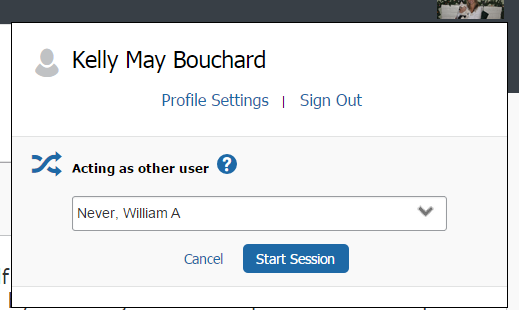 Kelly May Bouchard
Profile Settings | Sign Out
Acting as other user ?
Never, William A
Cancel Start Session